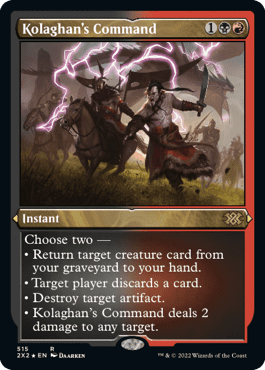 Kolaghan's Command 1
Instant
Choose two —
• Return target creature card from
your graveyard to your hand.
• Target player discards a card.
• Destroy target artifact.
• Kolaghan's Command deals 2
damage to any target.
515 R
2X2 ★ EN Daarken
™ & © 2022 Wizards of the Coast